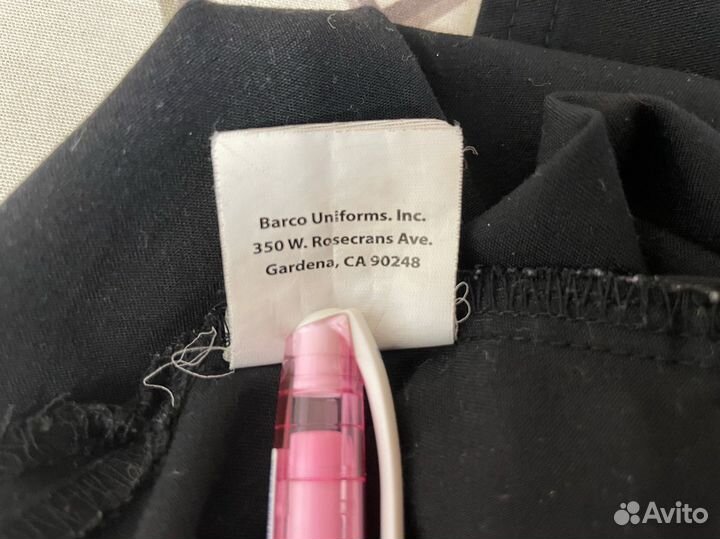 Barco Uniforms. Inc.
350 W. Rosecrans Ave.
Gardena, CA 90248
Avito